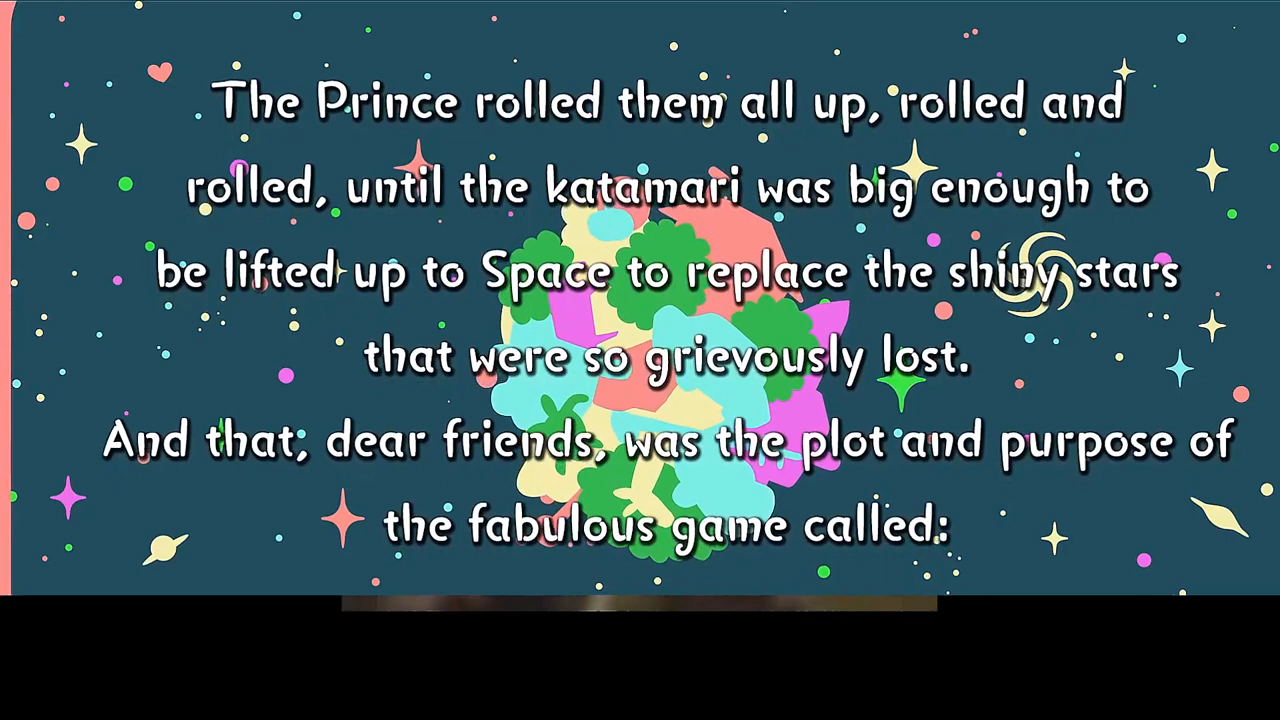 The Prince rolled them all up, rolled and
rolled, until the katamari was big enough to
be lifted up to Space to replace the shiny stars
that were so grievously lost.
And that, dear friends, was the plot and purpose of
the fabulous game called: